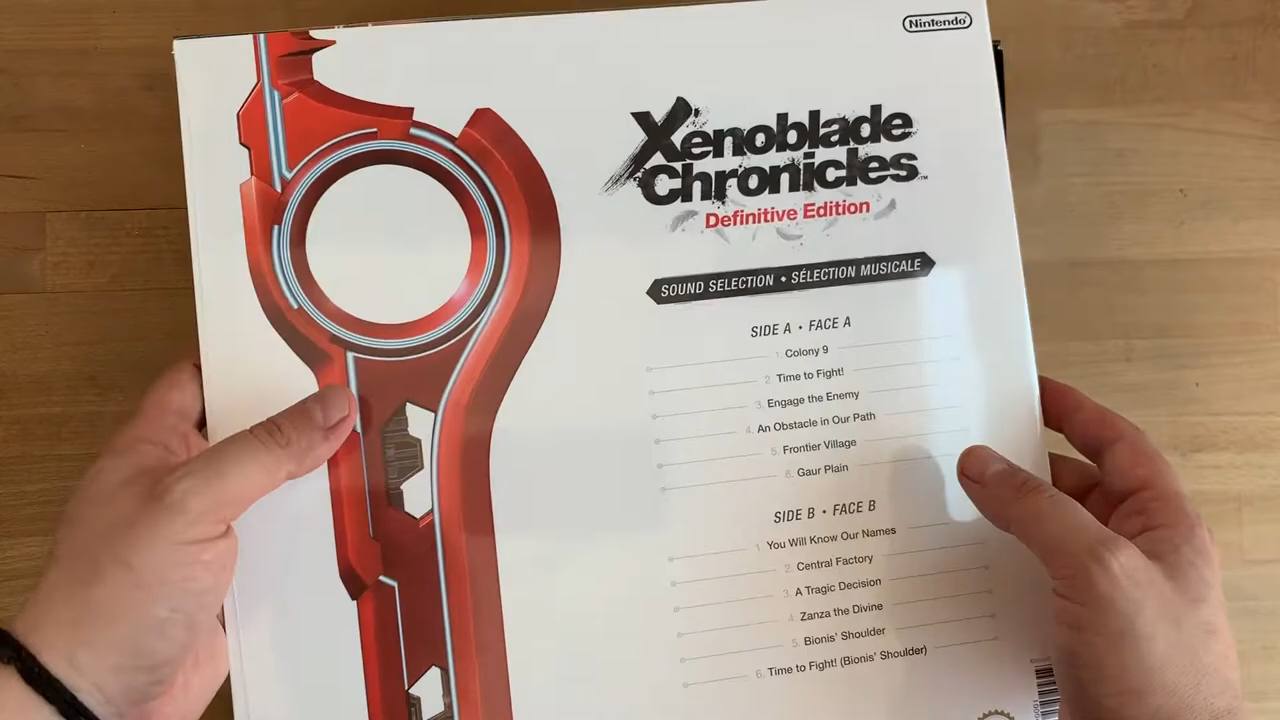 Nintendo
Xenoblade
Chronicles™
Definitive Edition
SOUND SELECTION • SÉLECTION MUSICALE
SIDE A • FACE A
1. Colony 9
2. Time to Fight!
3. Engage the Enemy
4. An Obstacle in Our Path
5. Frontier Village
6. Gaur Plain
SIDE B • FACE B
1. You Will Know Our Names
2. Central Factory
3. A Tragic Decision
4. Zanza the Divine
5. Bionis' Shoulder
6. Time to Fight! (Bionis' Shoulder)